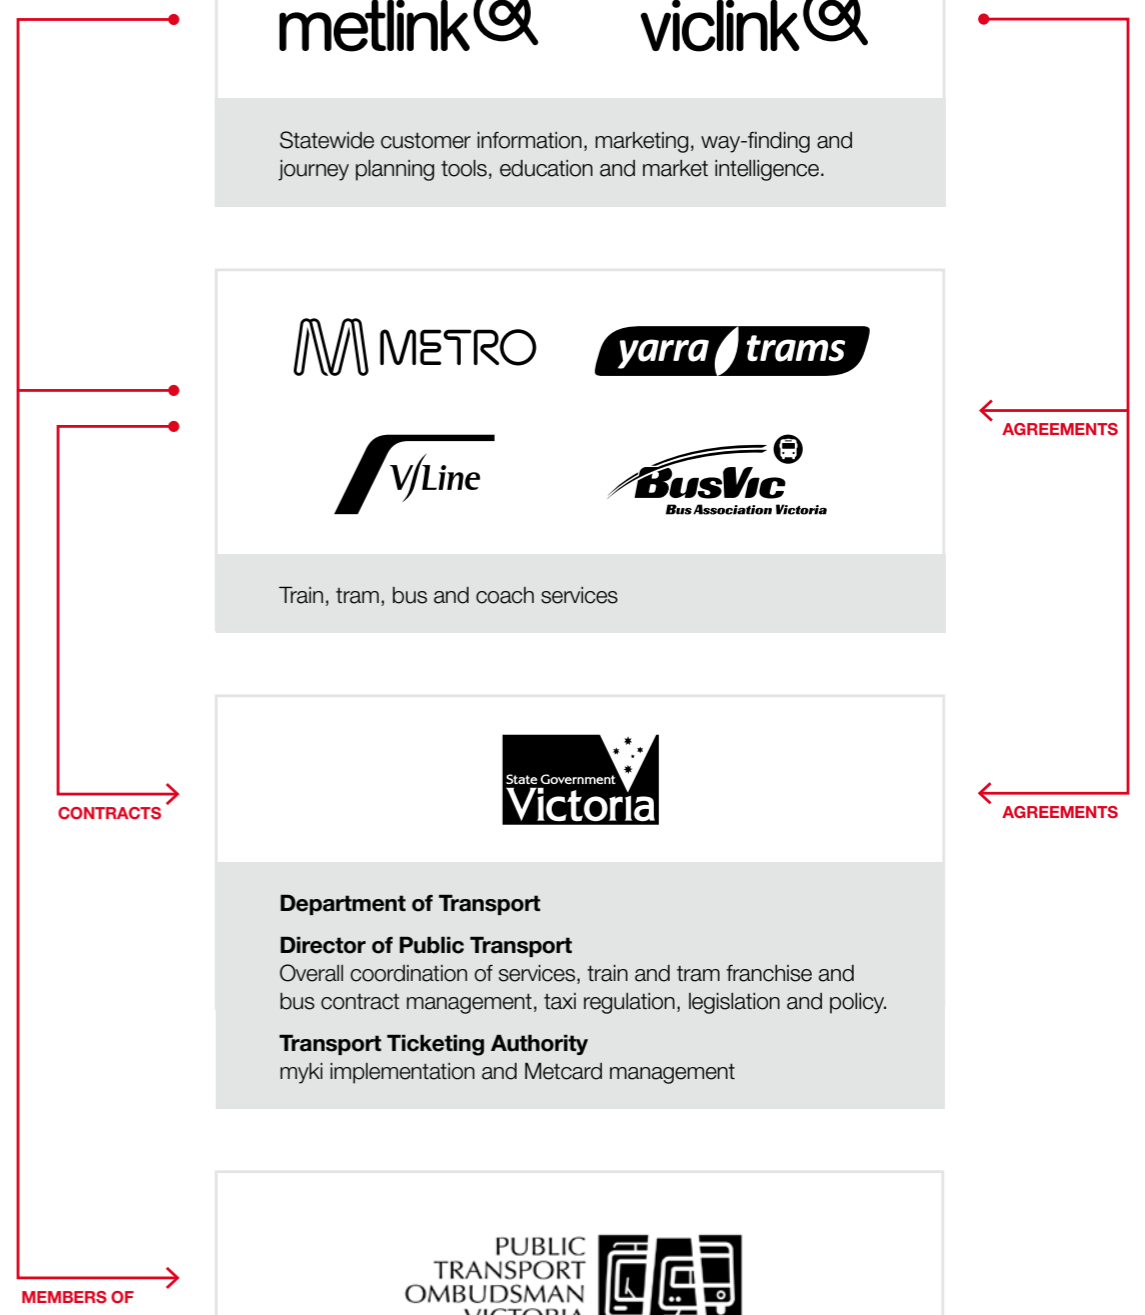 metlink
viclink
Statewide customer information, marketing, way-finding and
journey planning tools, education and market intelligence.
METRO
yarra trams
V/Line
BusVic
Bus Association Victoria
AGREEMENTS
Train, tram, bus and coach services
State Government
Victoria
CONTRACTS
AGREEMENTS
Department of Transport
Director of Public Transport
Overall coordination of services, train and tram franchise and
bus contract management, taxi regulation, legislation and policy.
Transport Ticketing Authority
myki implementation and Metcard management
PUBLIC
TRANSPORT
OMBUDSMAN
VICTORIA
MEMBERS OF